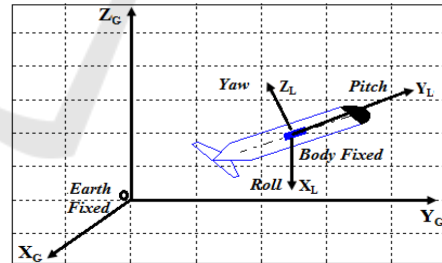 Z_G
Yaw
Z_L
Pitch
Y_L
Body Fixed
Earth
Fixed
O
Roll
X_L
X_G
Y_G